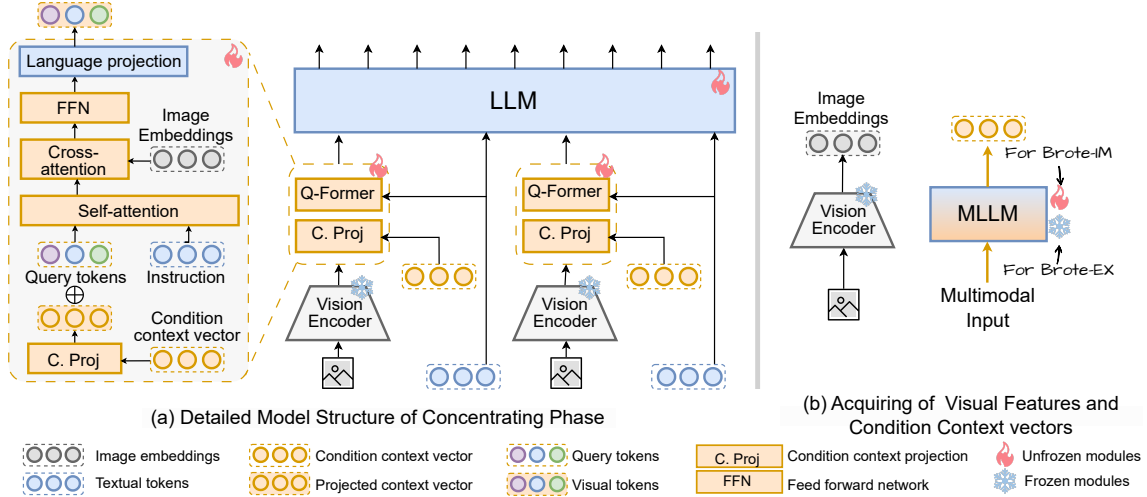 Language projection
FFN
Image
Embeddings
Cross-
attention
Self-attention
Query tokens
Instruction
Condition
context vector
C. Proj
LLM
Q-Former
C. Proj
Vision
Encoder
Q-Former
C. Proj
Vision
Encoder
(a) Detailed Model Structure of Concentrating Phase
Image
Embeddings
Vision
Encoder
For Brote-IM
MLLM
For Brote-EX
Multimodal
Input
(b) Acquiring of Visual Features and
Condition Context vectors
Image embeddings
Condition context vector
Query tokens
C. Proj
Condition context projection
Unfrozen modules
Textual tokens
Projected context vector
Visual tokens
FFN
Feed forward network
Frozen modules